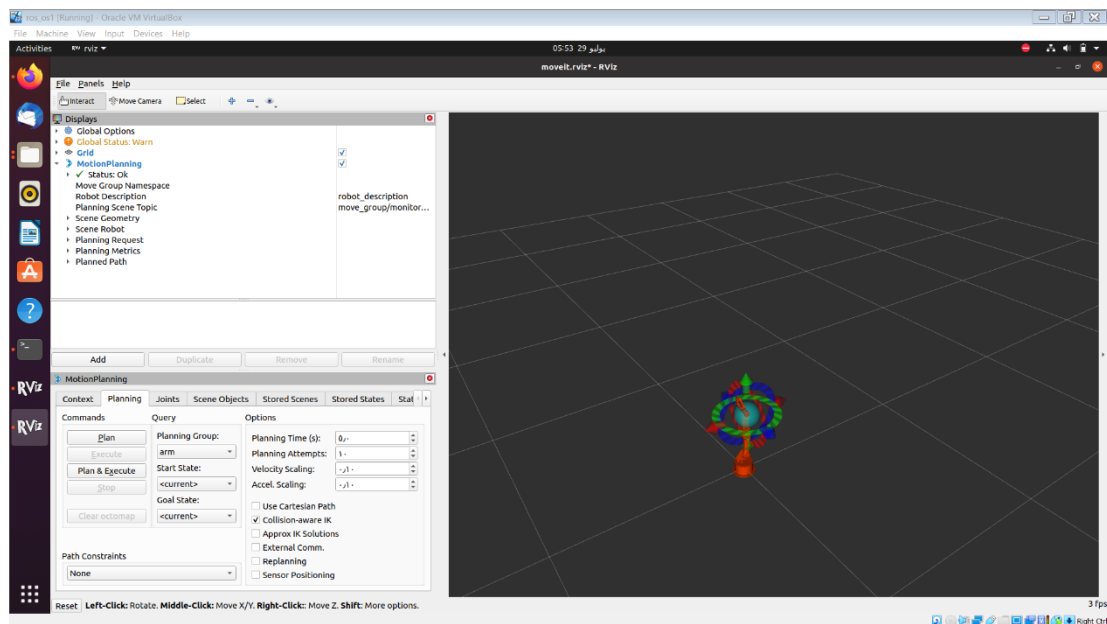 ros_os1 [Running] - Oracle VM VirtualBox
File Machine View Input Devices Help
Activities RViz rviz 05:53 29 يوليو
moveit.rviz* - RViz
File Panels Help
Interact Move Camera Select
Displays
Global Options
Global Status: Warn
Grid
MotionPlanning
Status: Ok
Move Group Namespace
Robot Description robot_description
Planning Scene Topic move_group/monitor...
Scene Geometry
Scene Robot
Planning Request
Planning Metrics
Planned Path
Add Duplicate Remove Rename
MotionPlanning
Context Planning Joints Scene Objects Stored Scenes Stored States Stat
Commands Query Options
Plan
Execute
Plan & Execute
Stop
Clear octomap
Planning Group:
arm
Start State:
<current>
Goal State:
<current>
Planning Time (s): ٥٫٠
Planning Attempts: ١٠
Velocity Scaling: ٠٫١٠
Accel. Scaling: ٠٫١٠
Use Cartesian Path
Collision-aware IK
Approx IK Solutions
External Comm.
Replanning
Sensor Positioning
Path Constraints
None
RViz
RViz
Reset Left-Click: Rotate. Middle-Click: Move X/Y. Right-Click:: Move Z. Shift: More options.
3 fps
Right Ctrl